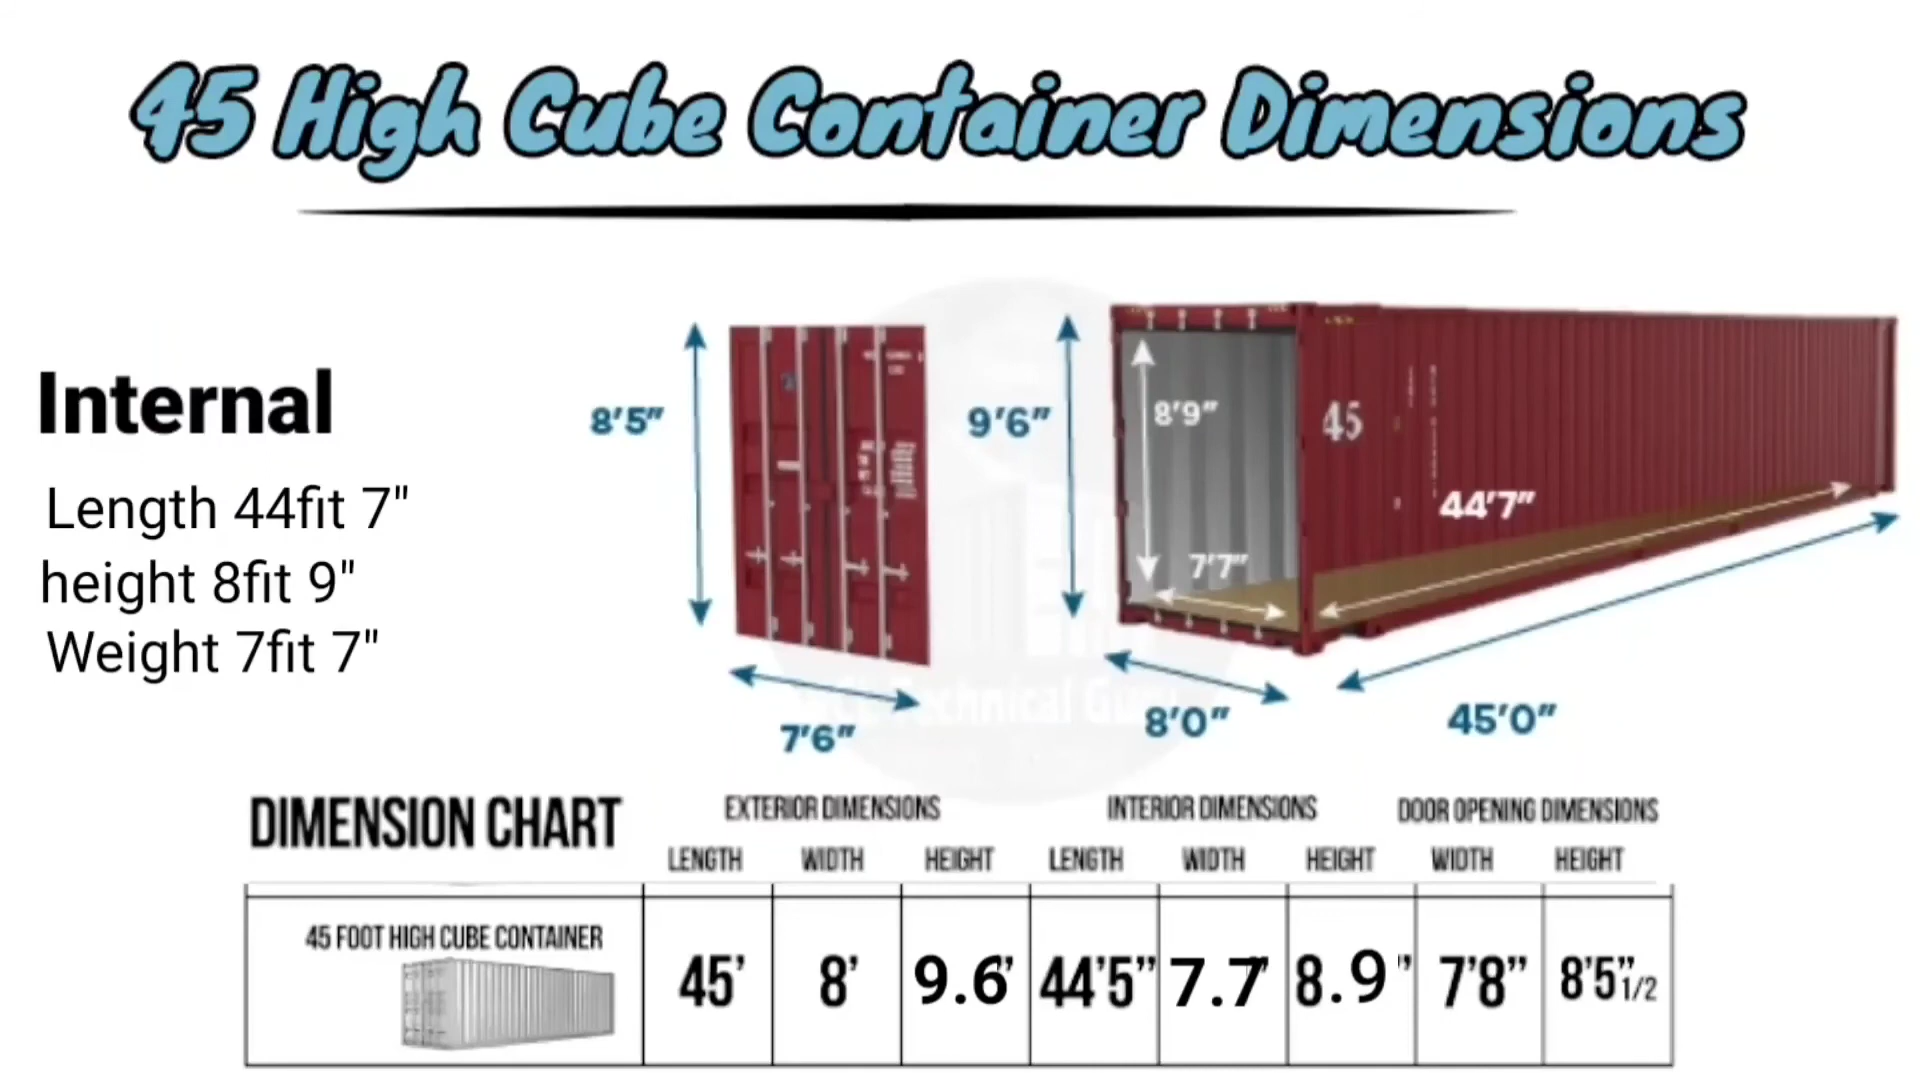 45 High Cube Container Dimensions
Internal
Length 44fit 7"
height 8fit 9"
Weight 7fit 7"
8'5"
7'6"
9'6"
8'9"
7'7"
45
44'7"
8'0"
45'0"
Technical
DIMENSION CHART
EXTERIOR DIMENSIONS
INTERIOR DIMENSIONS
DOOR OPENING DIMENSIONS
LENGTH WIDTH HEIGHT LENGTH WIDTH HEIGHT WIDTH HEIGHT
45 FOOT HIGH CUBE CONTAINER
45' 8' 9.6' 44'5" 7.7' 8.9" 7'8" 8'5"1/2